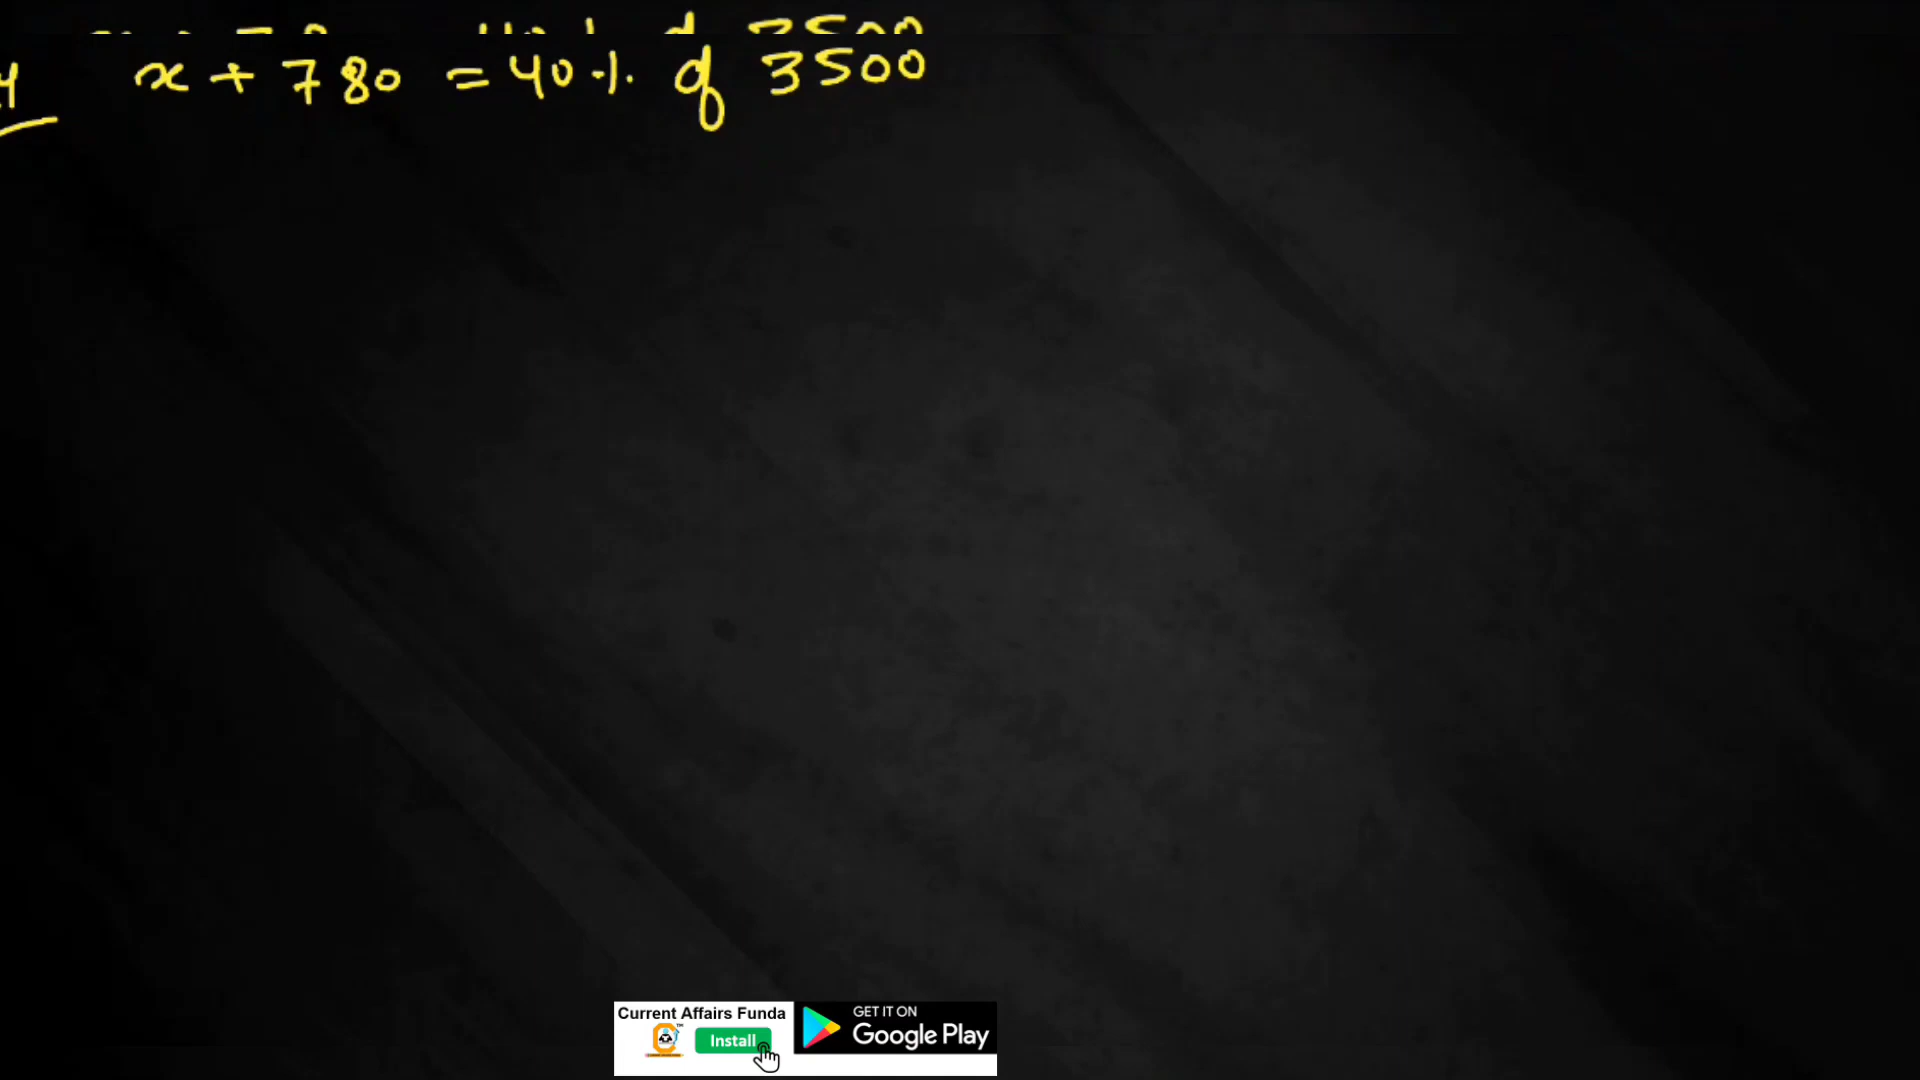 x + 780 = 40% of 3500
Current Affairs Funda
Install
GET IT ON
Google Play